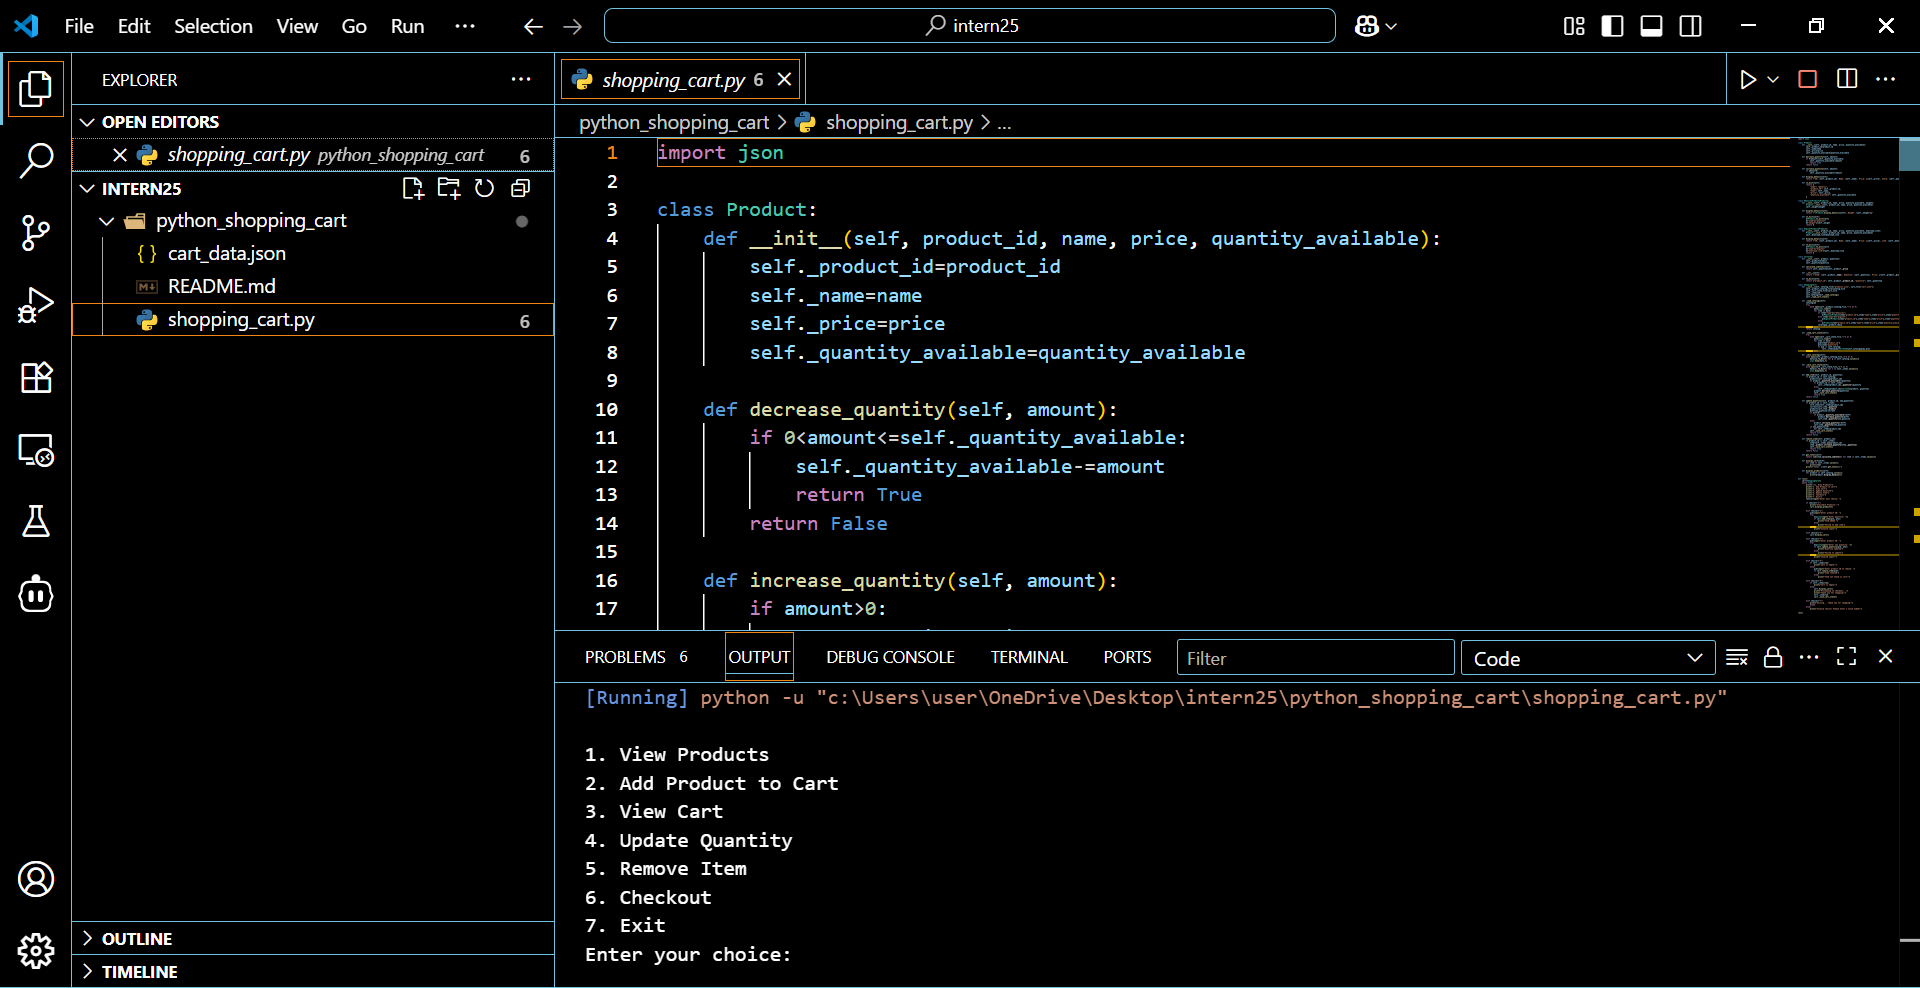 File Edit Selection View Go Run ··· intern25
EXPLORER ···
OPEN EDITORS
shopping_cart.py python_shopping_cart 6
INTERN25
python_shopping_cart
{ } cart_data.json
M↓ README.md
shopping_cart.py 6
OUTLINE
TIMELINE
shopping_cart.py 6
python_shopping_cart > shopping_cart.py > ...
1 import json
2
3 class Product:
4 def __init__(self, product_id, name, price, quantity_available):
5 self._product_id=product_id
6 self._name=name
7 self._price=price
8 self._quantity_available=quantity_available
9
10 def decrease_quantity(self, amount):
11 if 0<amount<=self._quantity_available:
12 self._quantity_available-=amount
13 return True
14 return False
15
16 def increase_quantity(self, amount):
17 if amount>0:
PROBLEMS 6 OUTPUT DEBUG CONSOLE TERMINAL PORTS Filter Code
[Running] python -u "c:\Users\user\OneDrive\Desktop\intern25\python_shopping_cart\shopping_cart.py"
1. View Products
2. Add Product to Cart
3. View Cart
4. Update Quantity
5. Remove Item
6. Checkout
7. Exit
Enter your choice: